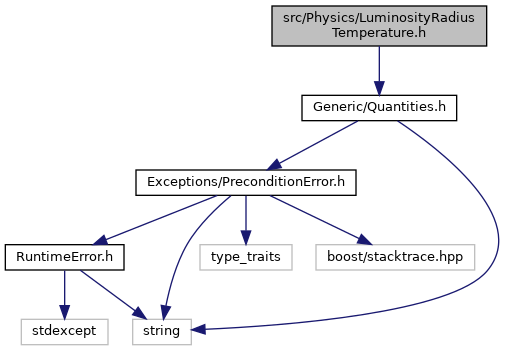 src/Physics/LuminosityRadius
Temperature.h
Generic/Quantities.h
Exceptions/PreconditionError.h
RuntimeError.h
type_traits
boost/stacktrace.hpp
stdexcept
string